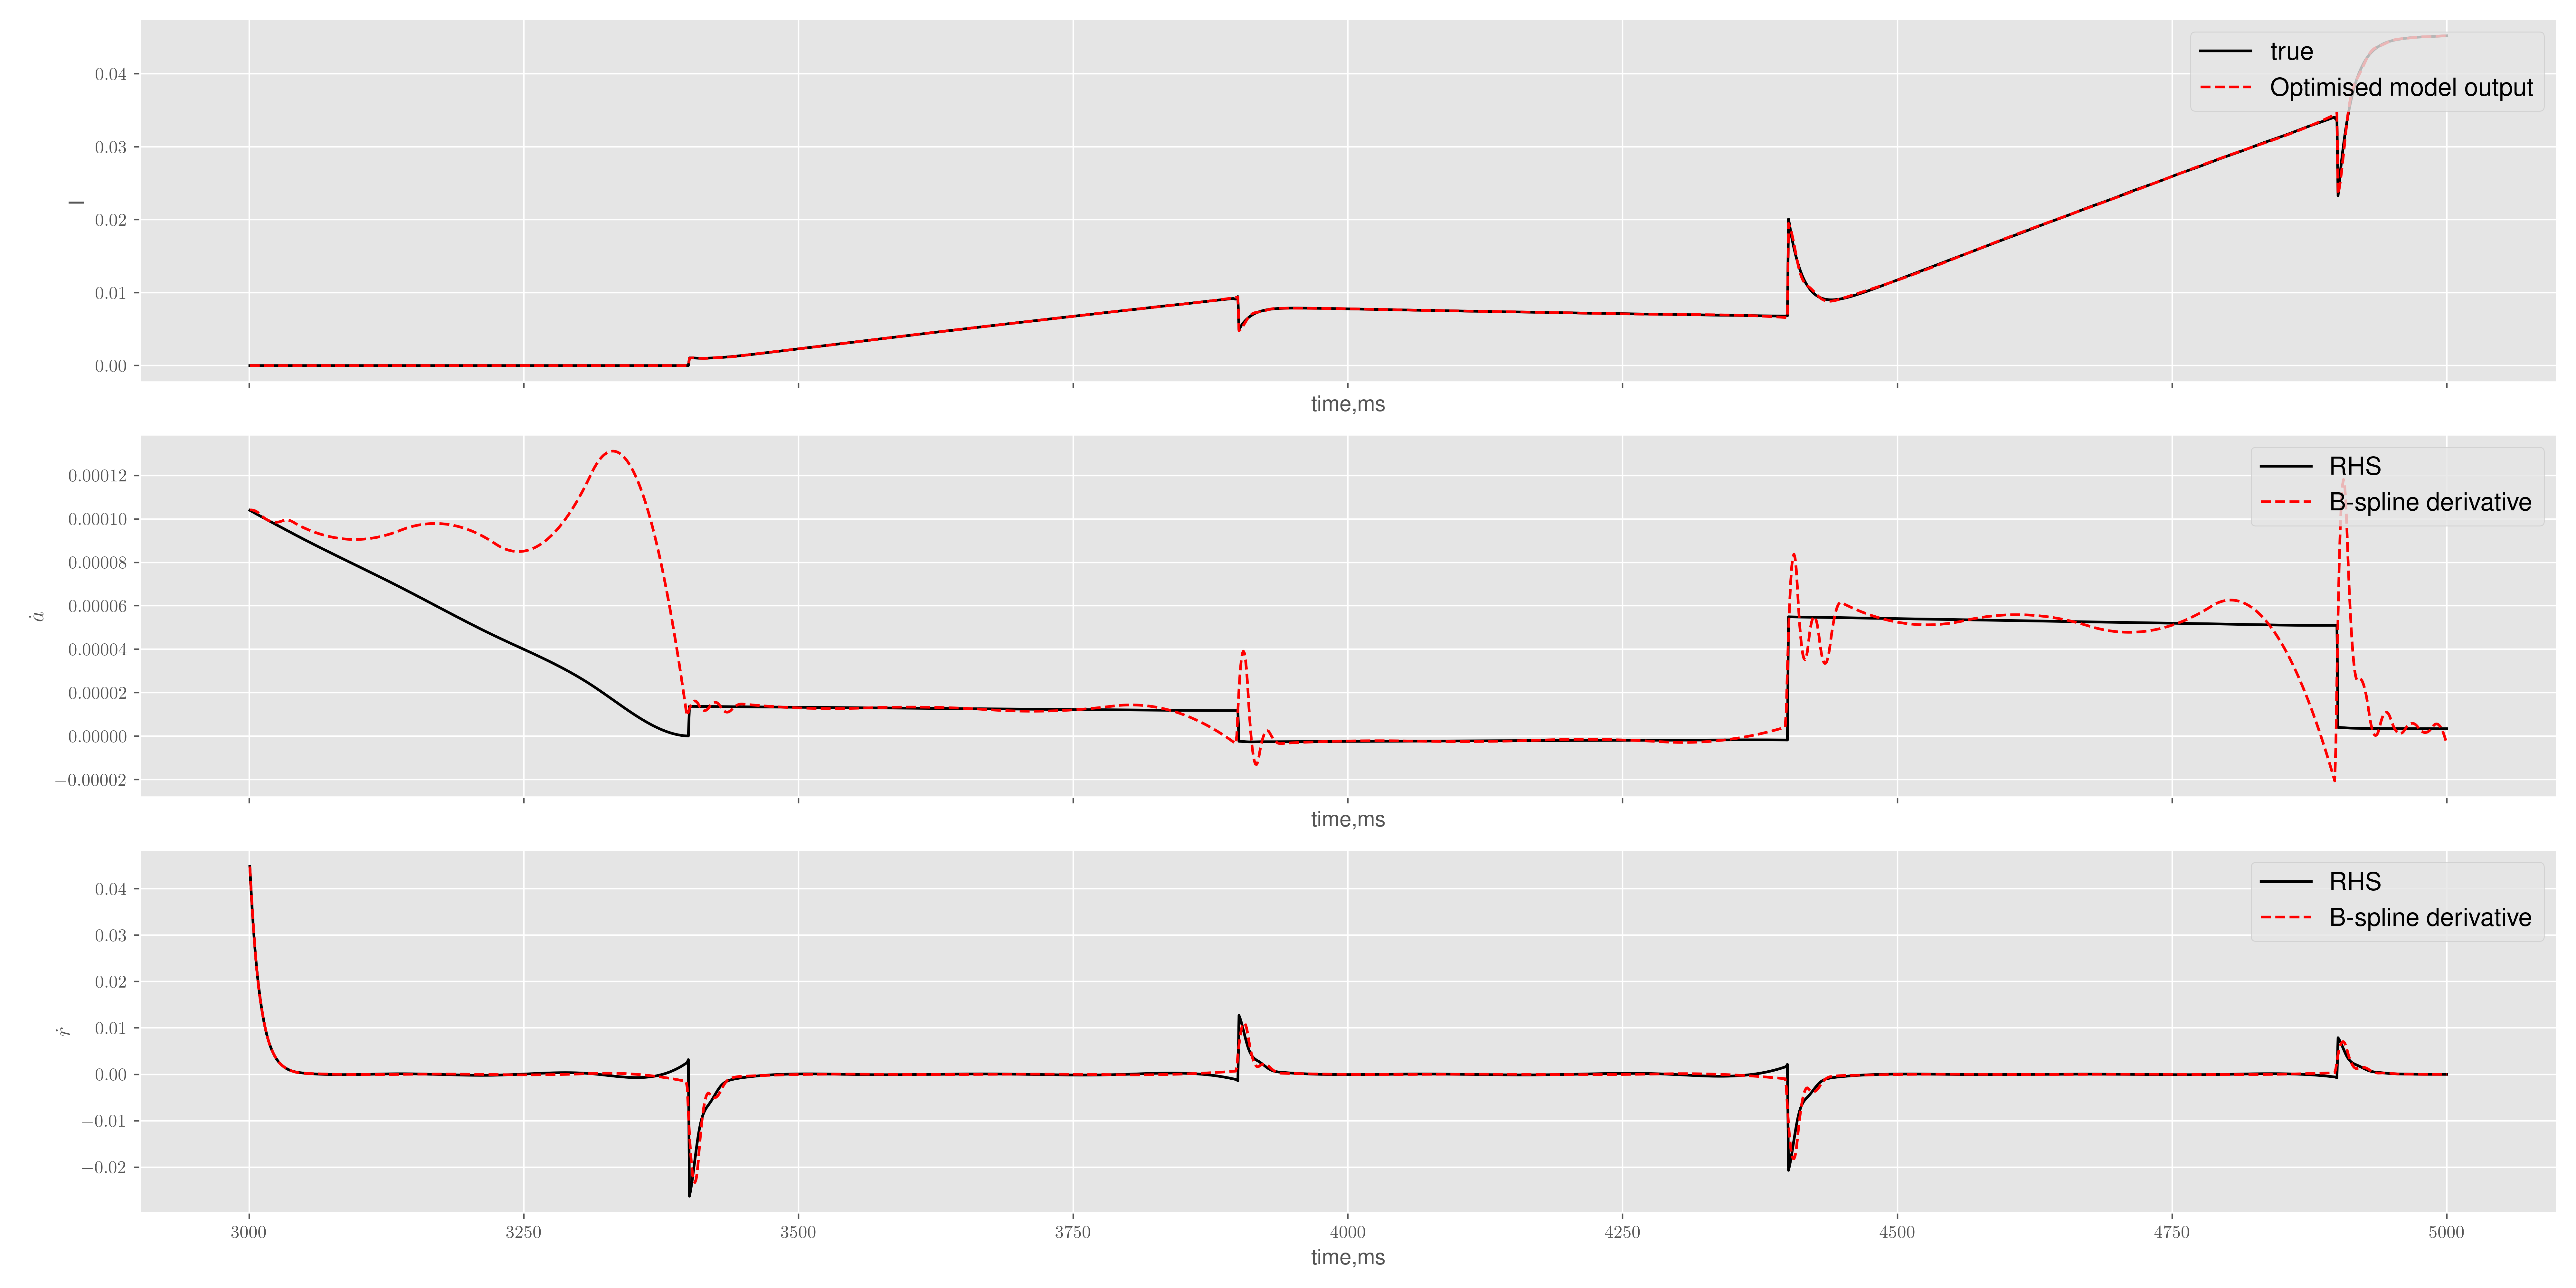 0.04
0.03
0.02
0.01
0.00
I
true
Optimised model output
time,ms
0.00012
0.00010
0.00008
0.00006
0.00004
0.00002
0.00000
−0.00002
ȧ
RHS
B-spline derivative
time,ms
0.04
0.03
0.02
0.01
0.00
−0.01
−0.02
ṙ
RHS
B-spline derivative
3000 3250 3500 3750 4000 4250 4500 4750 5000
time,ms